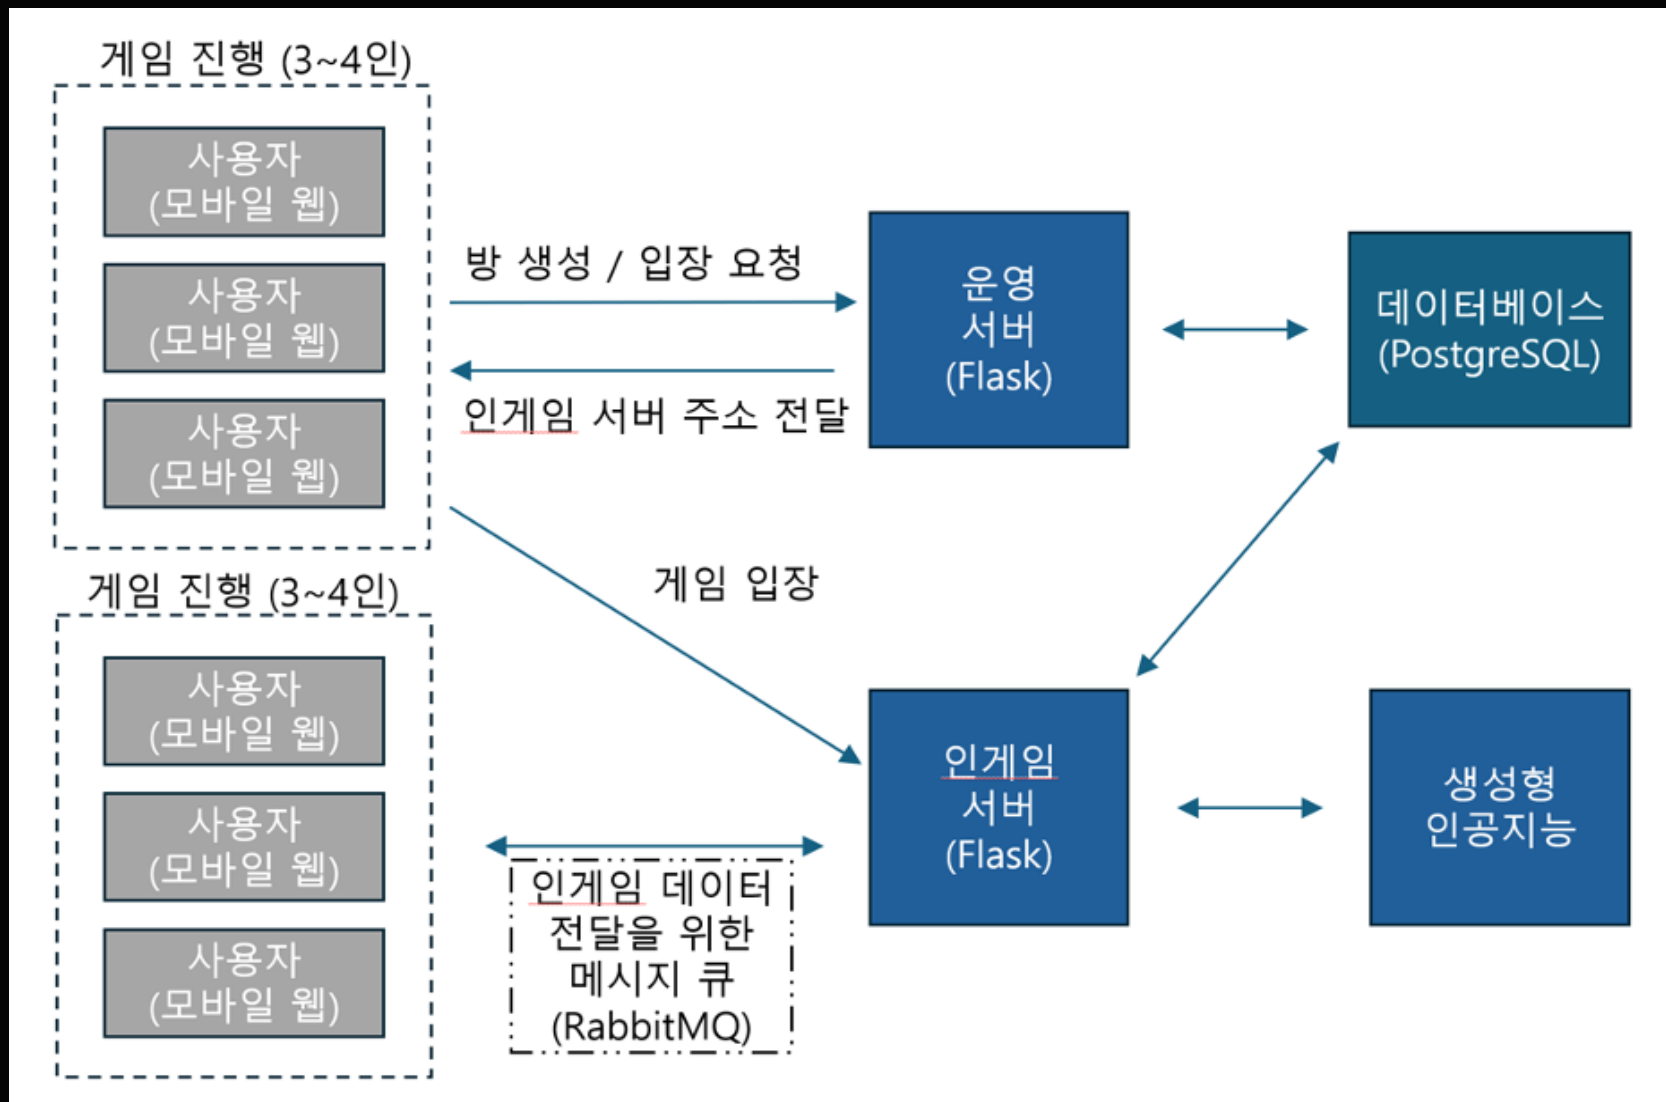 게임 진행 (3~4인)
사용자
(모바일 웹)
사용자
(모바일 웹)
사용자
(모바일 웹)
방 생성 / 입장 요청
인게임 서버 주소 전달
운영
서버
(Flask)
데이터베이스
(PostgreSQL)
게임 입장
게임 진행 (3~4인)
사용자
(모바일 웹)
사용자
(모바일 웹)
사용자
(모바일 웹)
인게임 데이터
전달을 위한
메시지 큐
(RabbitMQ)
인게임
서버
(Flask)
생성형
인공지능